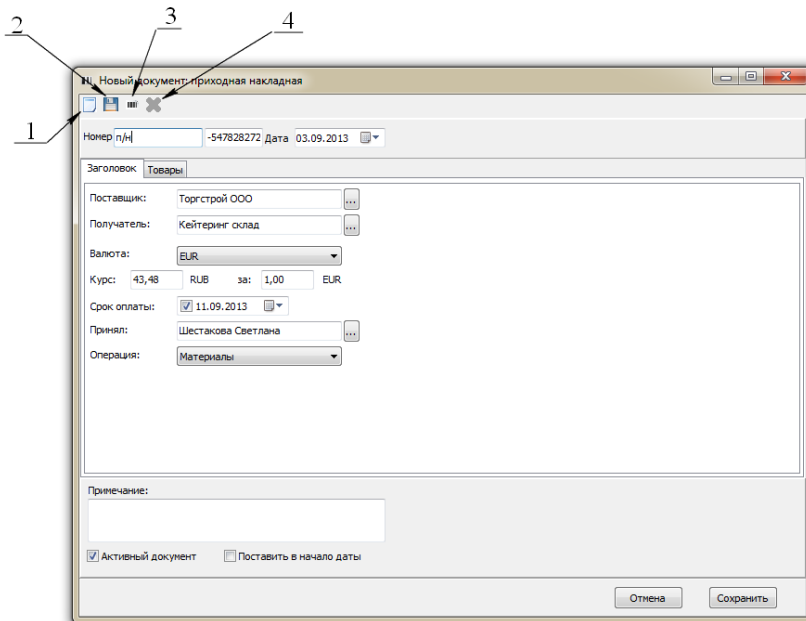 2
3
4
1
Новый документ: приходная накладная
Номер п/н -547828272 Дата 03.09.2013
Заголовок Товары
Поставщик: Торгстрой ООО ...
Получатель: Кейтеринг склад ...
Валюта: EUR
Курс: 43,48 RUB за: 1,00 EUR
Срок оплаты: 11.09.2013
Принял: Шестакова Светлана ...
Операция: Материалы
Примечание:
Активный документ Поставить в начало даты
Отмена Сохранить